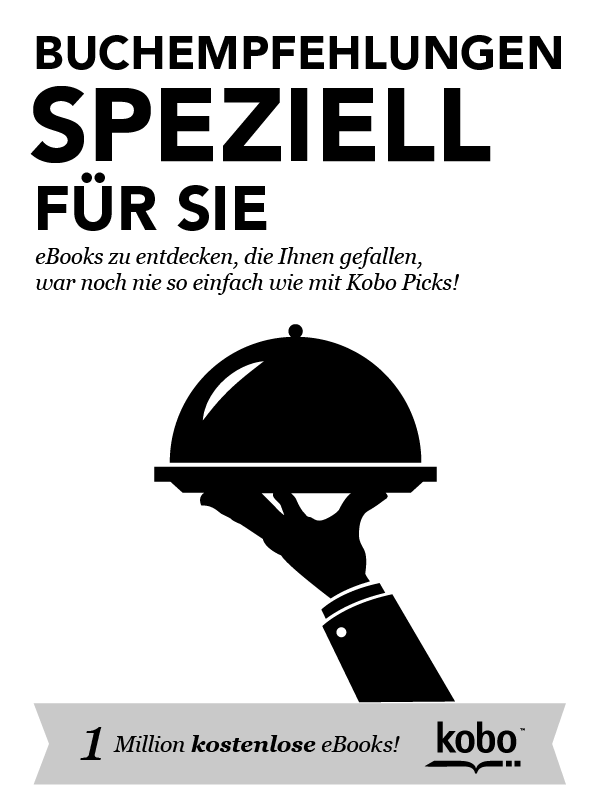 BUCHEMPFEHLUNGEN
SPEZIELL
FÜR SIE
eBooks zu entdecken, die Ihnen gefallen,
war noch nie so einfach wie mit Kobo Picks!
1 Million kostenlose eBooks!
kobo™